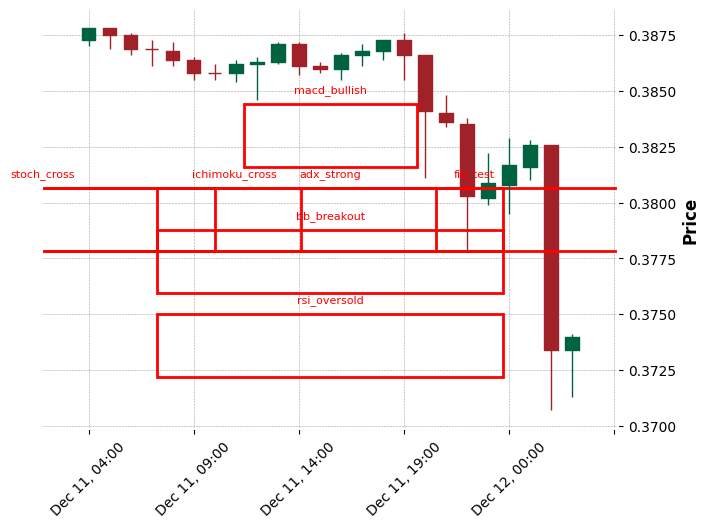 0.3875
macd_bullish
0.3850
0.3825
stoch_cross ichimoku_cross adx_strong
0.3800
bb_breakout
0.3775
rsi_oversold
0.3750
0.3725
0.3700
Price
Dec 11, 04:00
Dec 11, 09:00
Dec 11, 14:00
Dec 11, 19:00
Dec 12, 00:00